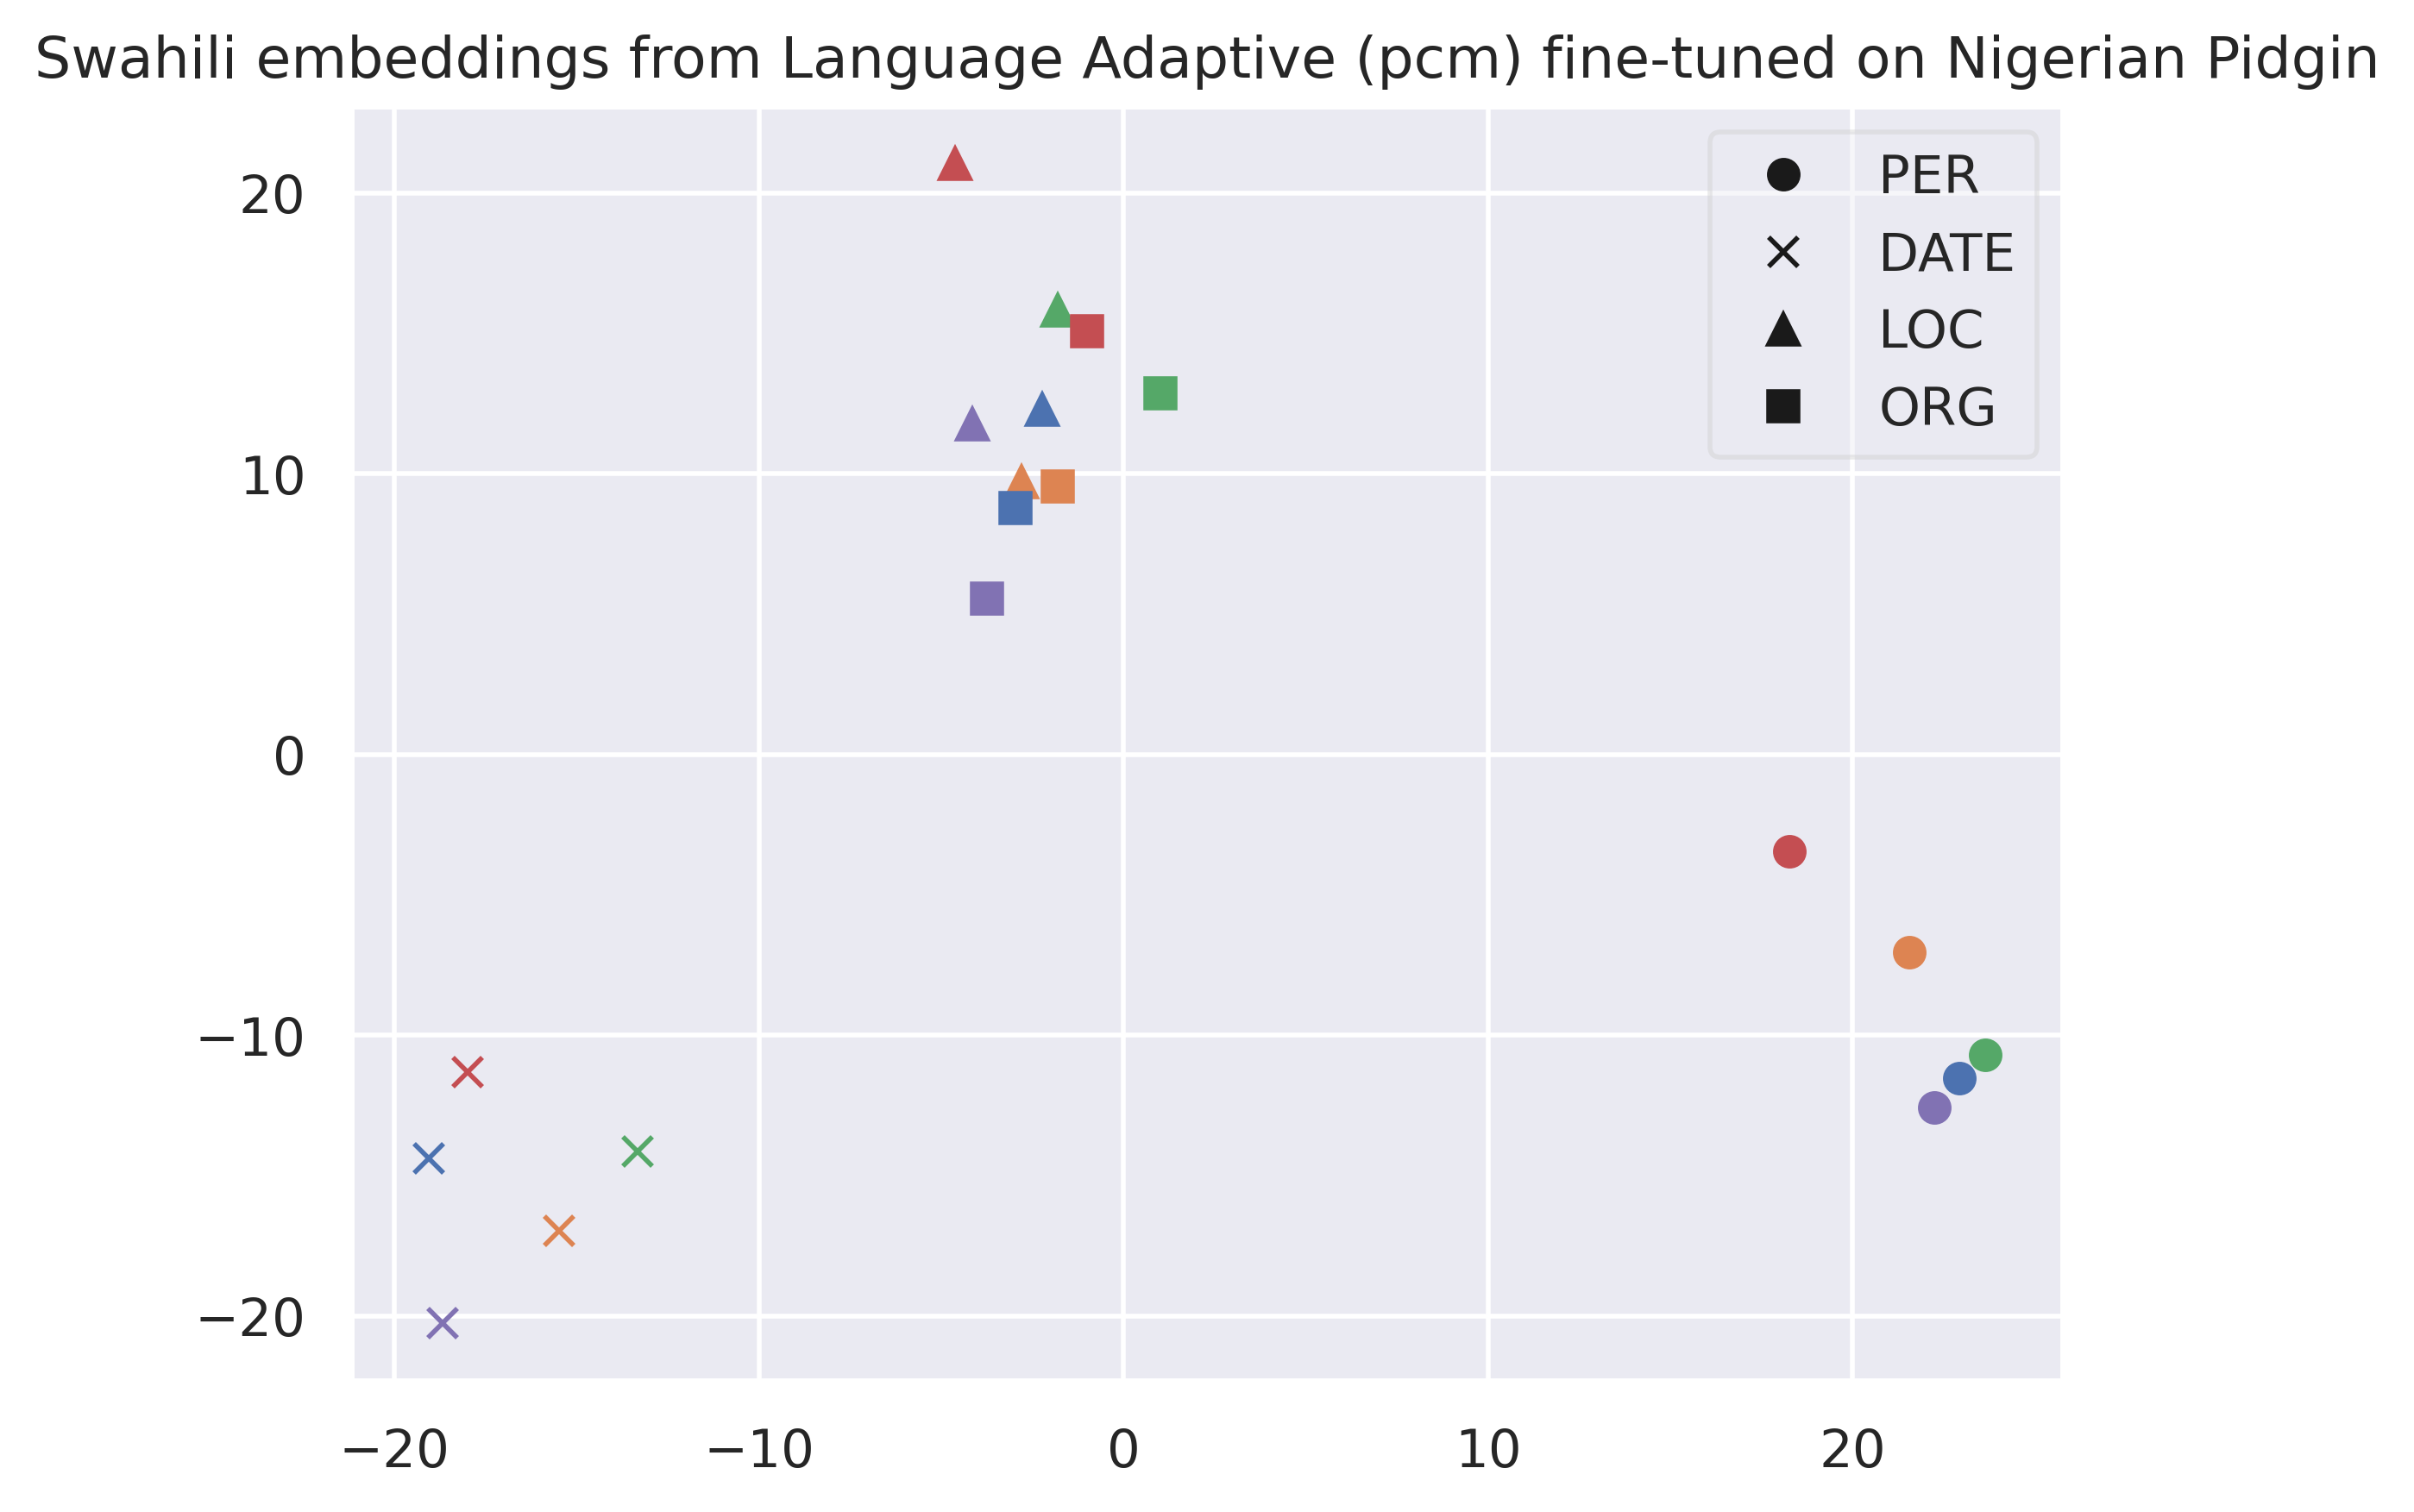 Swahili embeddings from Language Adaptive (pcm) fine-tuned on Nigerian Pidgin
PER
DATE
LOC
ORG
20
10
0
−10
−20
−20 −10 0 10 20